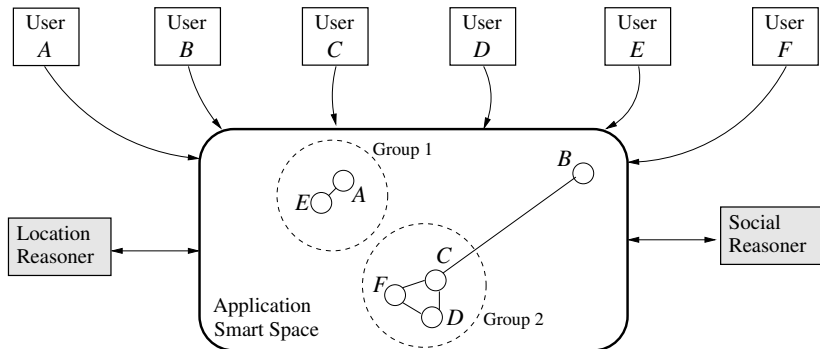 User
A
User
B
User
C
User
D
User
E
User
F
Group 1
B
E
A
Location
Reasoner
Social
Reasoner
C
F
D
Application
Smart Space
Group 2